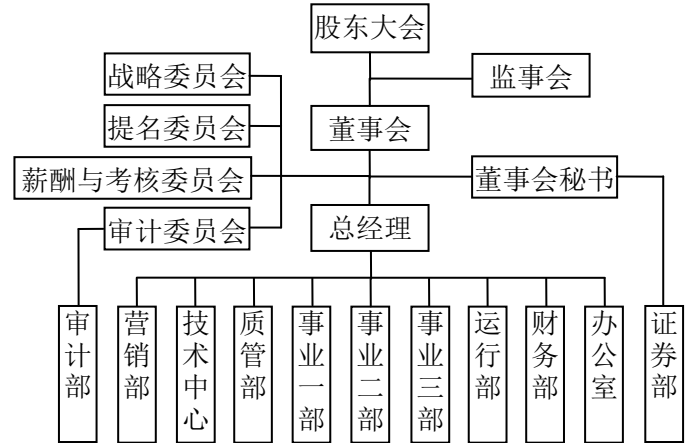 股东大会
战略委员会
监事会
提名委员会
董事会
薪酬与考核委员会
董事会秘书
审计委员会
总经理
审计部
营销部
技术中心
质管部
事业一部
事业二部
事业三部
运行部
财务部
办公室
证券部